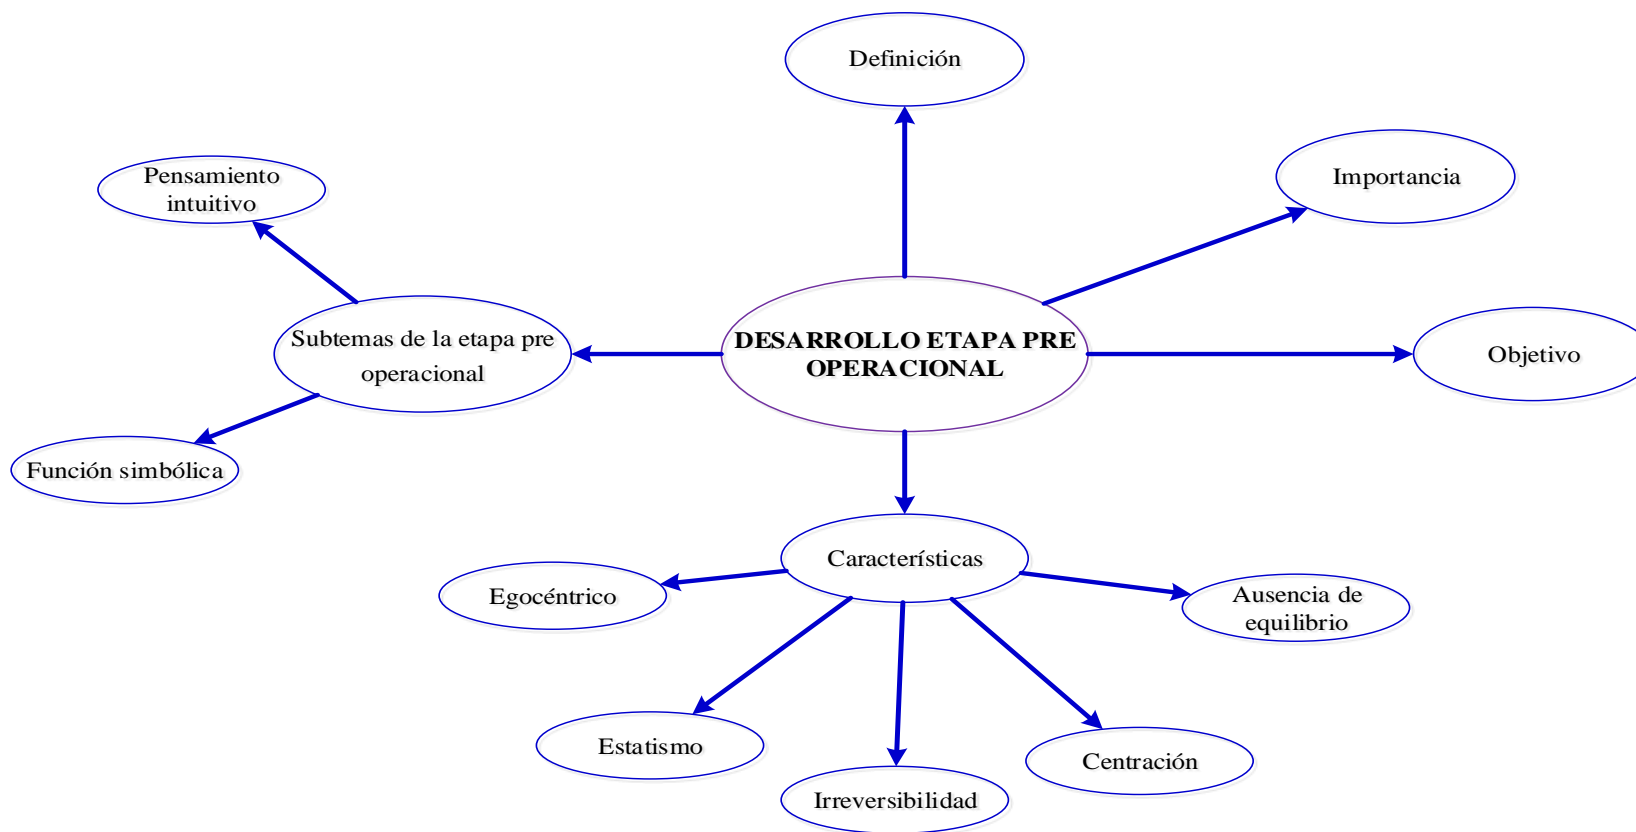 Definición
Importancia
Pensamiento
intuitivo
Subtemas de la etapa pre
operacional
DESARROLLO ETAPA PRE
OPERACIONAL
Objetivo
Función simbólica
Características
Egocéntrico
Ausencia de
equilibrio
Estatismo
Centración
Irreversibilidad